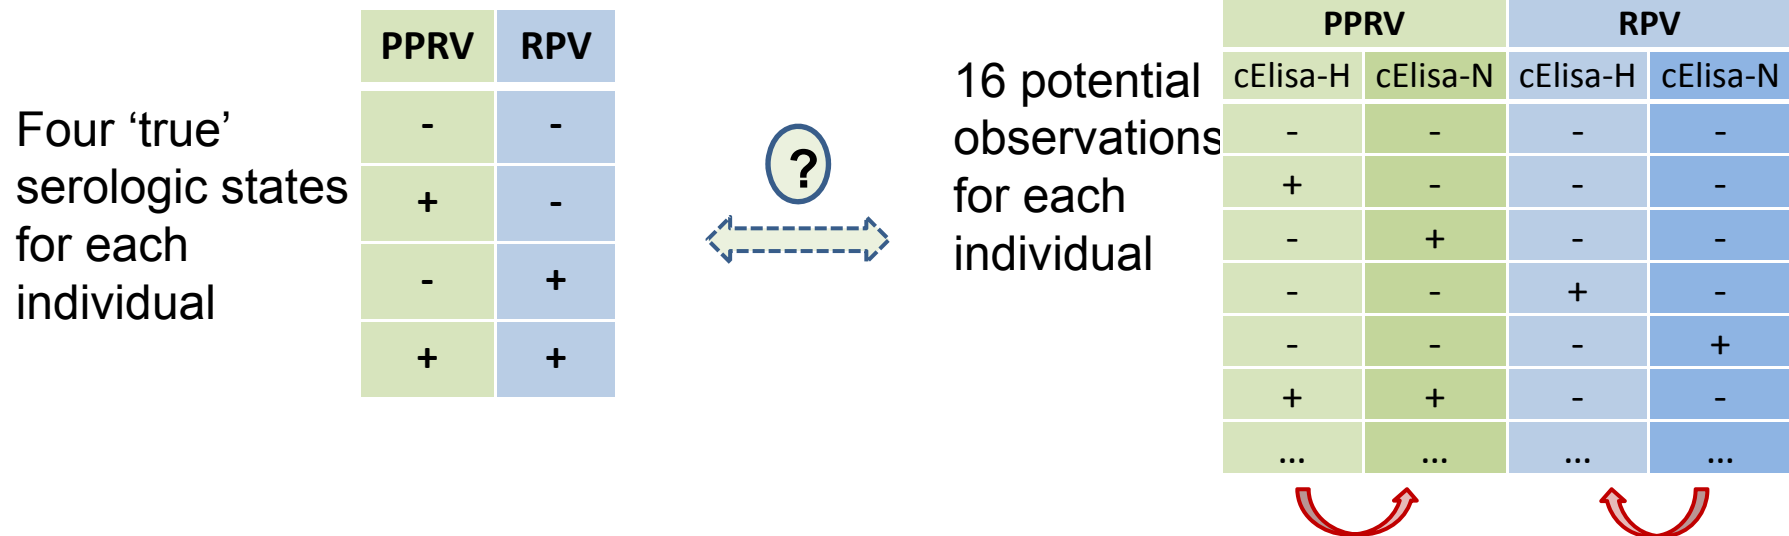 Four ‘true’
serologic states
for each
individual
PPRV RPV
- -
+ -
- +
+ +
?
16 potential
observations
for each
individual
PPRV RPV
cElisa-H cElisa-N cElisa-H cElisa-N
- - - -
+ - - -
- + - -
- - + -
- - - +
+ + - -
... ... ... ...